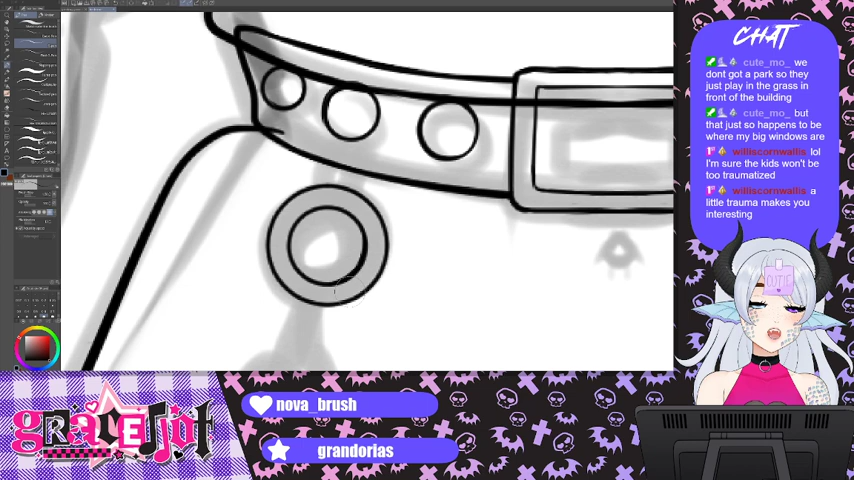 CHAT
cute_mo_ we
dont got a park so they
just play in the grass in
front of the building
cute_mo_ but
that just so happens to be
where my big windows are
williscornwallis lol
I'm sure the kids won't be
too traumatized
williscornwallis a
little trauma makes you
interesting
CUTIE
gRaCEJot
nova_brush
grandorias